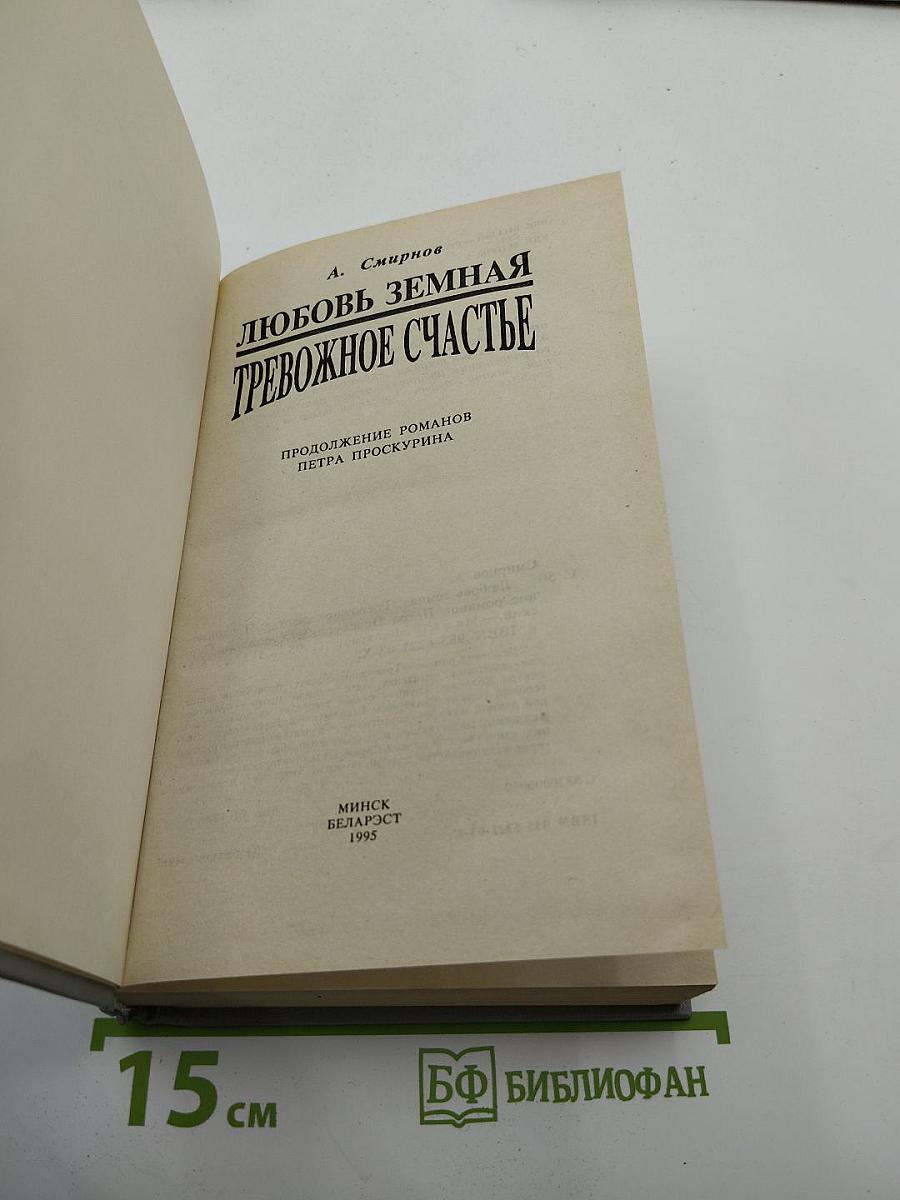 А. Смирнов
ЛЮБОВЬ ЗЕМНАЯ
ТРЕВОЖНОЕ СЧАСТЬЕ
ПРОДОЛЖЕНИЕ РОМАНОВ
ПЕТРА ПРОСКУРИНА
МИНСК
БЕЛАРЭСТ
1995
15 см
БФ БИБЛИОФАН